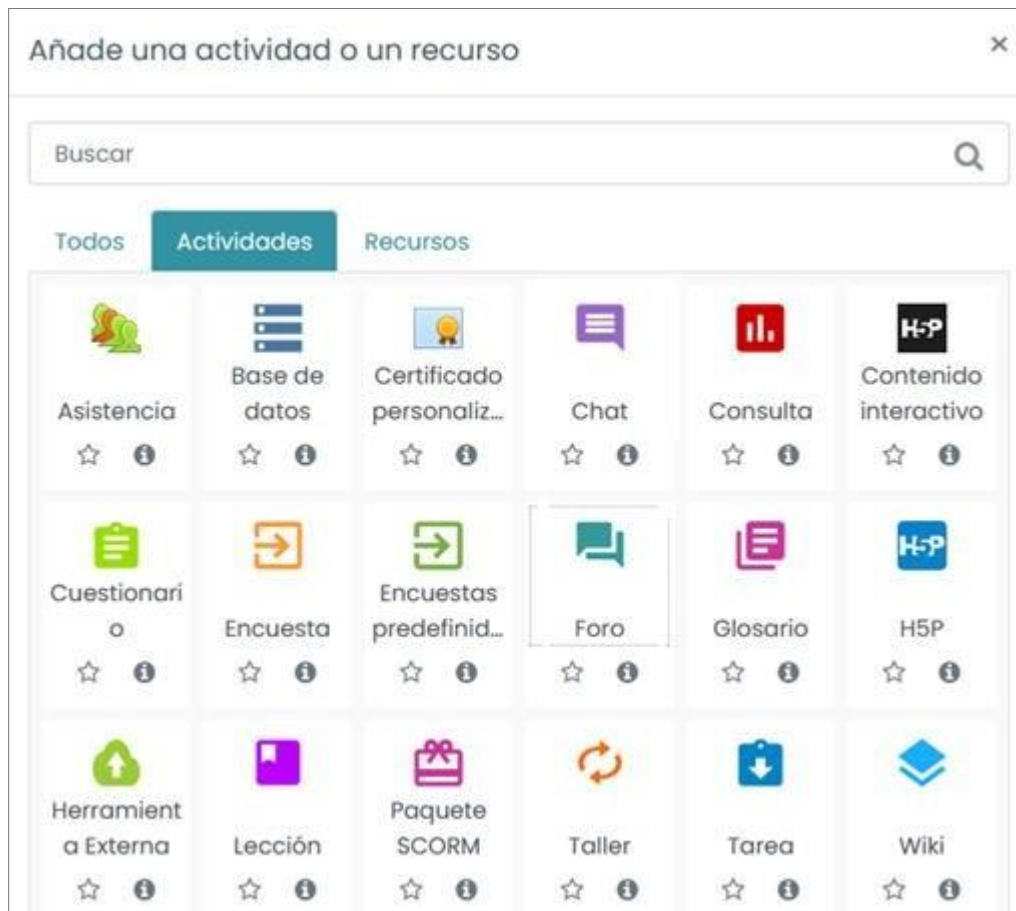 Añade una actividad o un recurso ×
Buscar
Todos Actividades Recursos
H5P
Base de Certificado Contenido
Asistencia datos personaliz... Chat Consulta interactivo
H5P
Cuestionari Encuestas
o Encuesta predefinid... Foro Glosario H5P
Herramient Paquete
a Externa Lección SCORM Taller Tarea Wiki